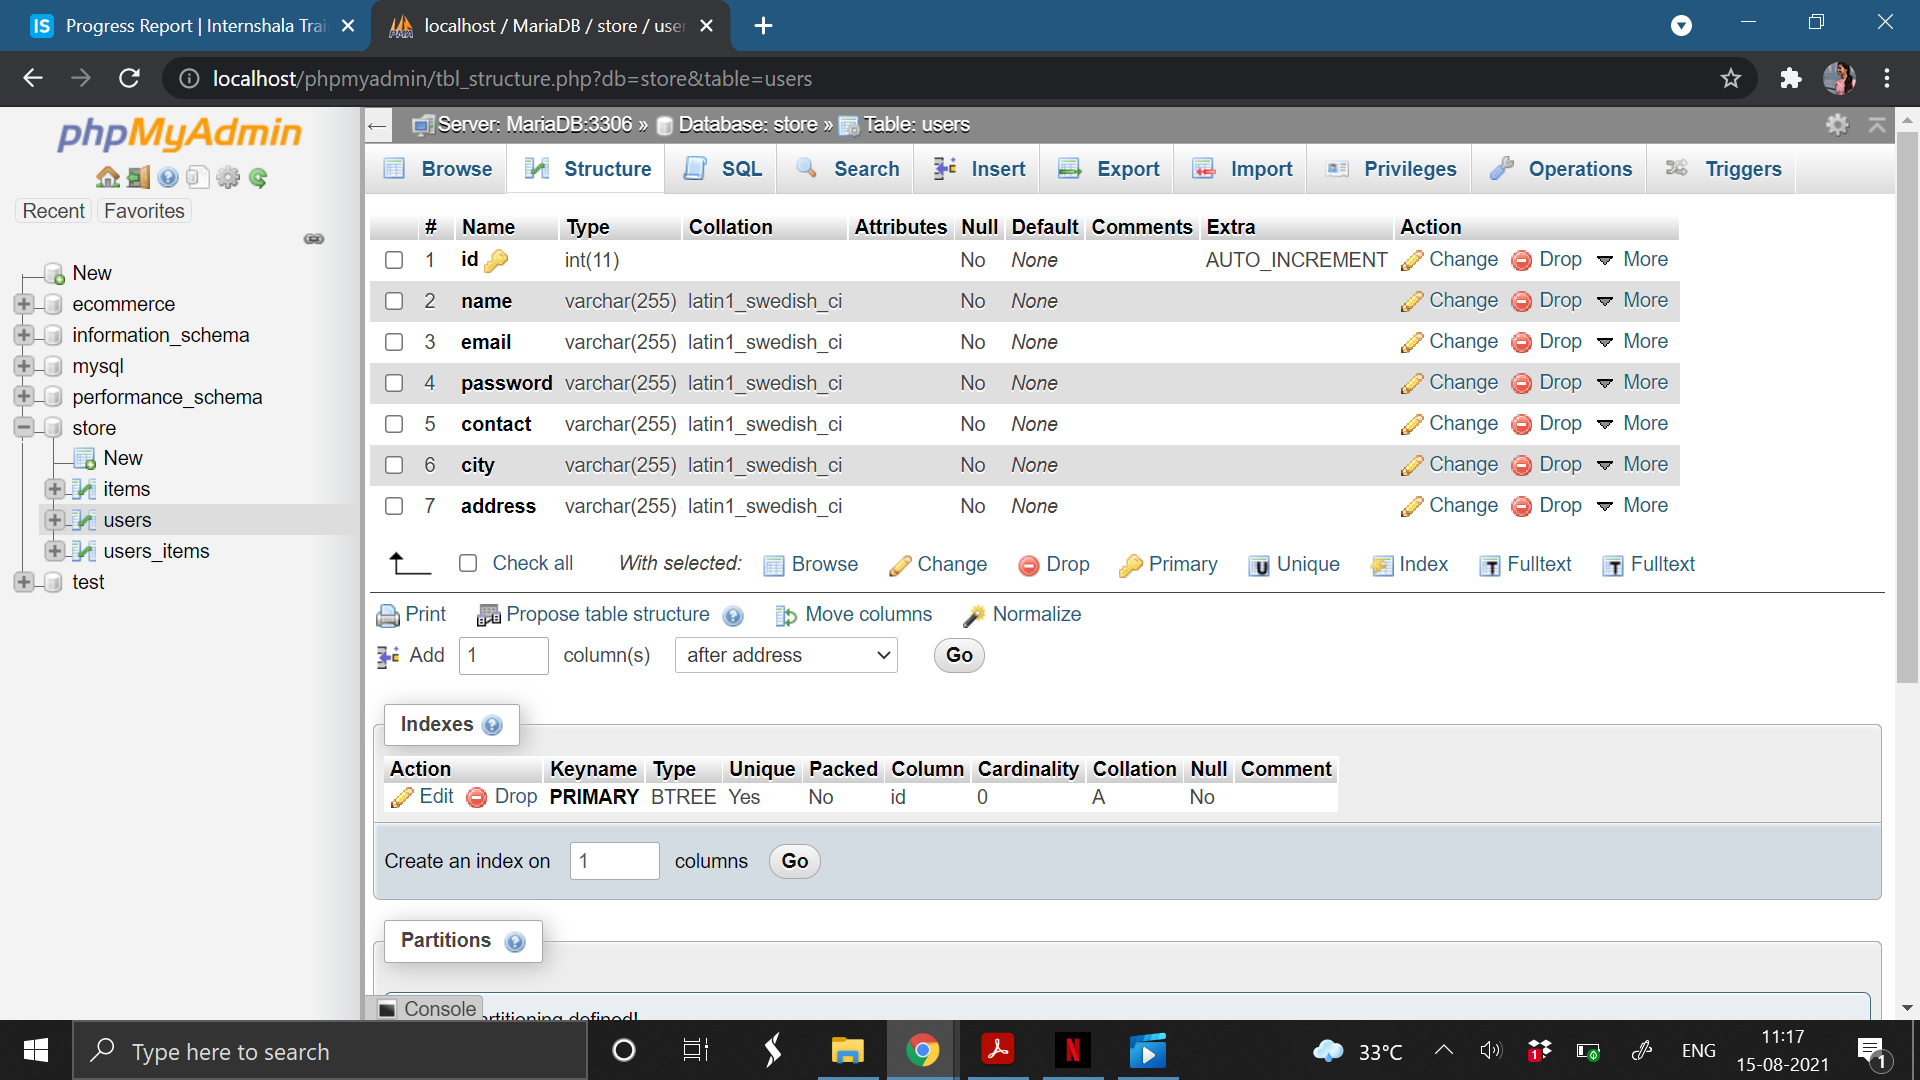 IS Progress Report | Internshala Trai
PMA localhost / MariaDB / store / user
localhost/phpmyadmin/tbl_structure.php?db=store&table=users
phpMyAdmin
Recent Favorites
New
ecommerce
information_schema
mysql
performance_schema
store
New
items
users
users_items
test
Server: MariaDB:3306 » Database: store » Table: users
Browse Structure SQL Search Insert Export Import Privileges Operations Triggers
# Name Type Collation Attributes Null Default Comments Extra Action
1 id int(11) No None AUTO_INCREMENT Change Drop More
2 name varchar(255) latin1_swedish_ci No None Change Drop More
3 email varchar(255) latin1_swedish_ci No None Change Drop More
4 password varchar(255) latin1_swedish_ci No None Change Drop More
5 contact varchar(255) latin1_swedish_ci No None Change Drop More
6 city varchar(255) latin1_swedish_ci No None Change Drop More
7 address varchar(255) latin1_swedish_ci No None Change Drop More
Check all With selected: Browse Change Drop Primary Unique Index Fulltext Fulltext
Print Propose table structure Move columns Normalize
Add 1 column(s) after address Go
Indexes
Action Keyname Type Unique Packed Column Cardinality Collation Null Comment
Edit Drop PRIMARY BTREE Yes No id 0 A No
Create an index on 1 columns Go
Partitions
Console
rtitioning defined!
Type here to search
33°C
ENG
11:17
15-08-2021
1
1